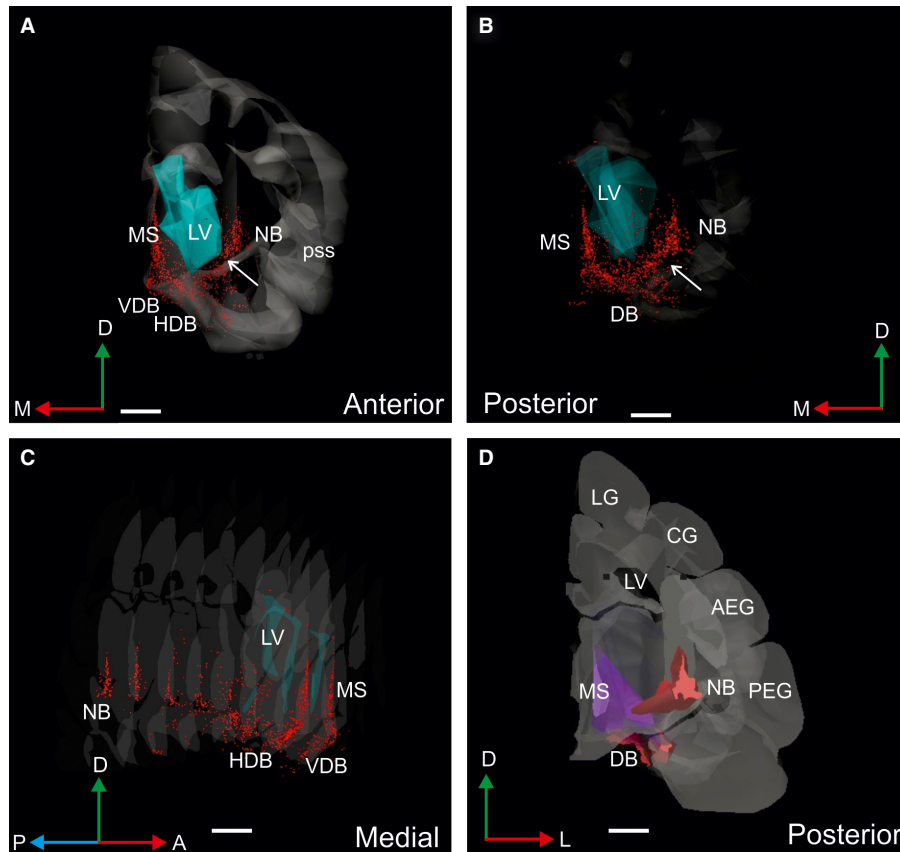 A
LV
MS
NB
pss
VDB
HDB
D
M
Anterior
B
LV
NB
MS
DB
D
Posterior
M
C
LV
MS
NB
HDB
VDB
D
P
A
Medial
D
LG
CG
LV
AEG
MS
NB
PEG
DB
D
L
Posterior